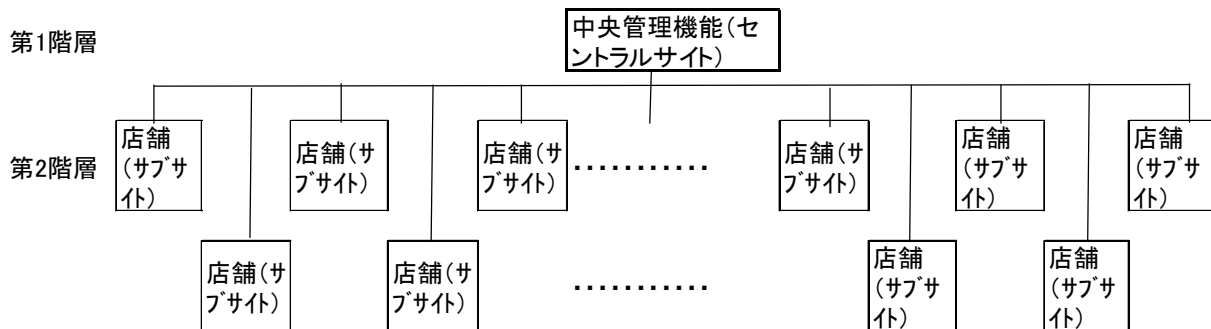 第1階層
中央管理機能(セ
ントラルサイト)
第2階層
店舗
(サブサ
イト)
店舗(サ
ブサイト)
店舗(サ
ブサイト)
・・・・・・・・・・・
店舗(サ
ブサイト)
店舗
(サブサ
イト)
店舗
(サブサ
イト)
店舗(サ
ブサイト)
店舗(サ
ブサイト)
・・・・・・・・・・・
店舗
(サブサ
イト)
店舗
(サブサ
イト)